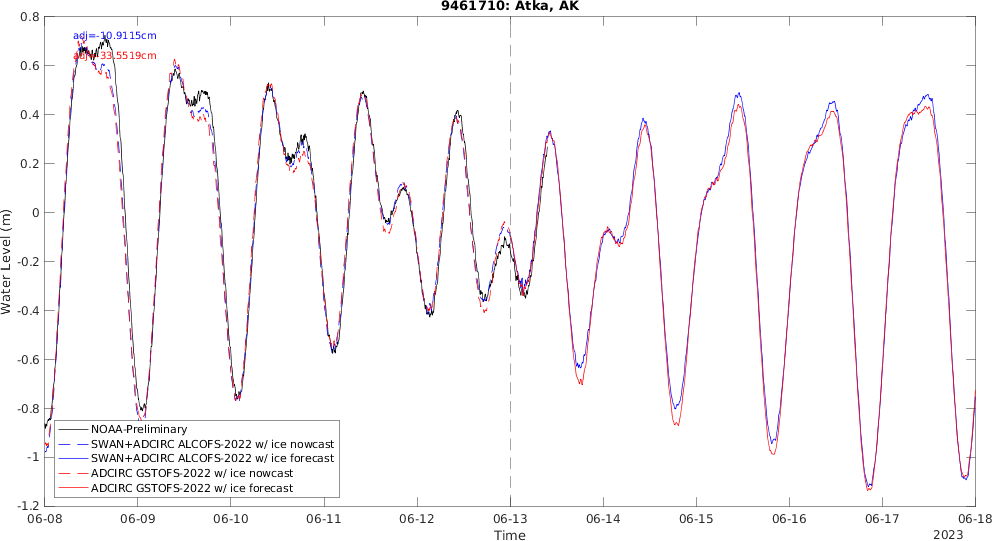 9461710: Atka, AK
adj=-10.9115cm
adj=-33.5519cm
0.8
0.6
0.4
0.2
0
-0.2
-0.4
-0.6
-0.8
-1
-1.2
Water Level (m)
NOAA-Preliminary
SWAN+ADCIRC ALCOFS-2022 w/ ice nowcast
SWAN+ADCIRC ALCOFS-2022 w/ ice forecast
ADCIRC GSTOFS-2022 w/ ice nowcast
ADCIRC GSTOFS-2022 w/ ice forecast
06-08 06-09 06-10 06-11 06-12 06-13 06-14 06-15 06-16 06-17 06-18
Time
2023